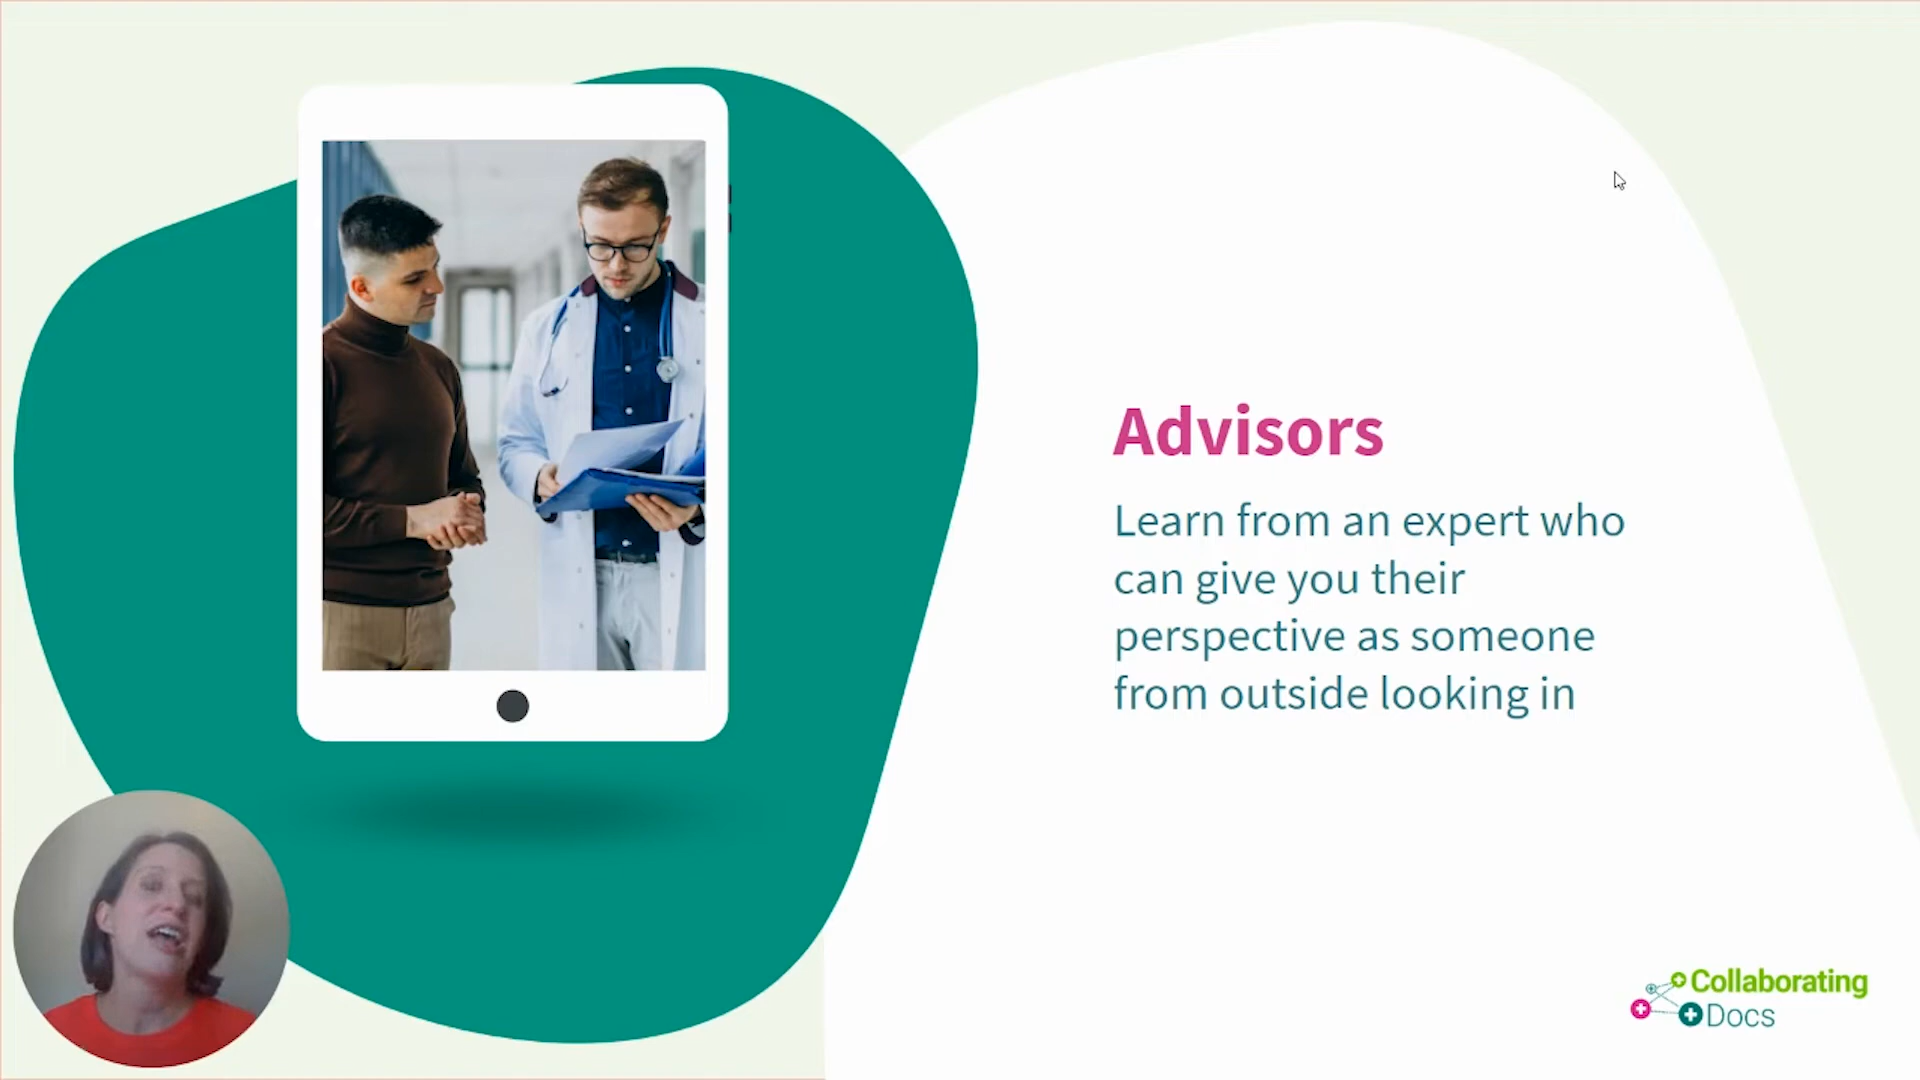 Advisors
Learn from an expert who
can give you their
perspective as someone
from outside looking in
Collaborating
Docs